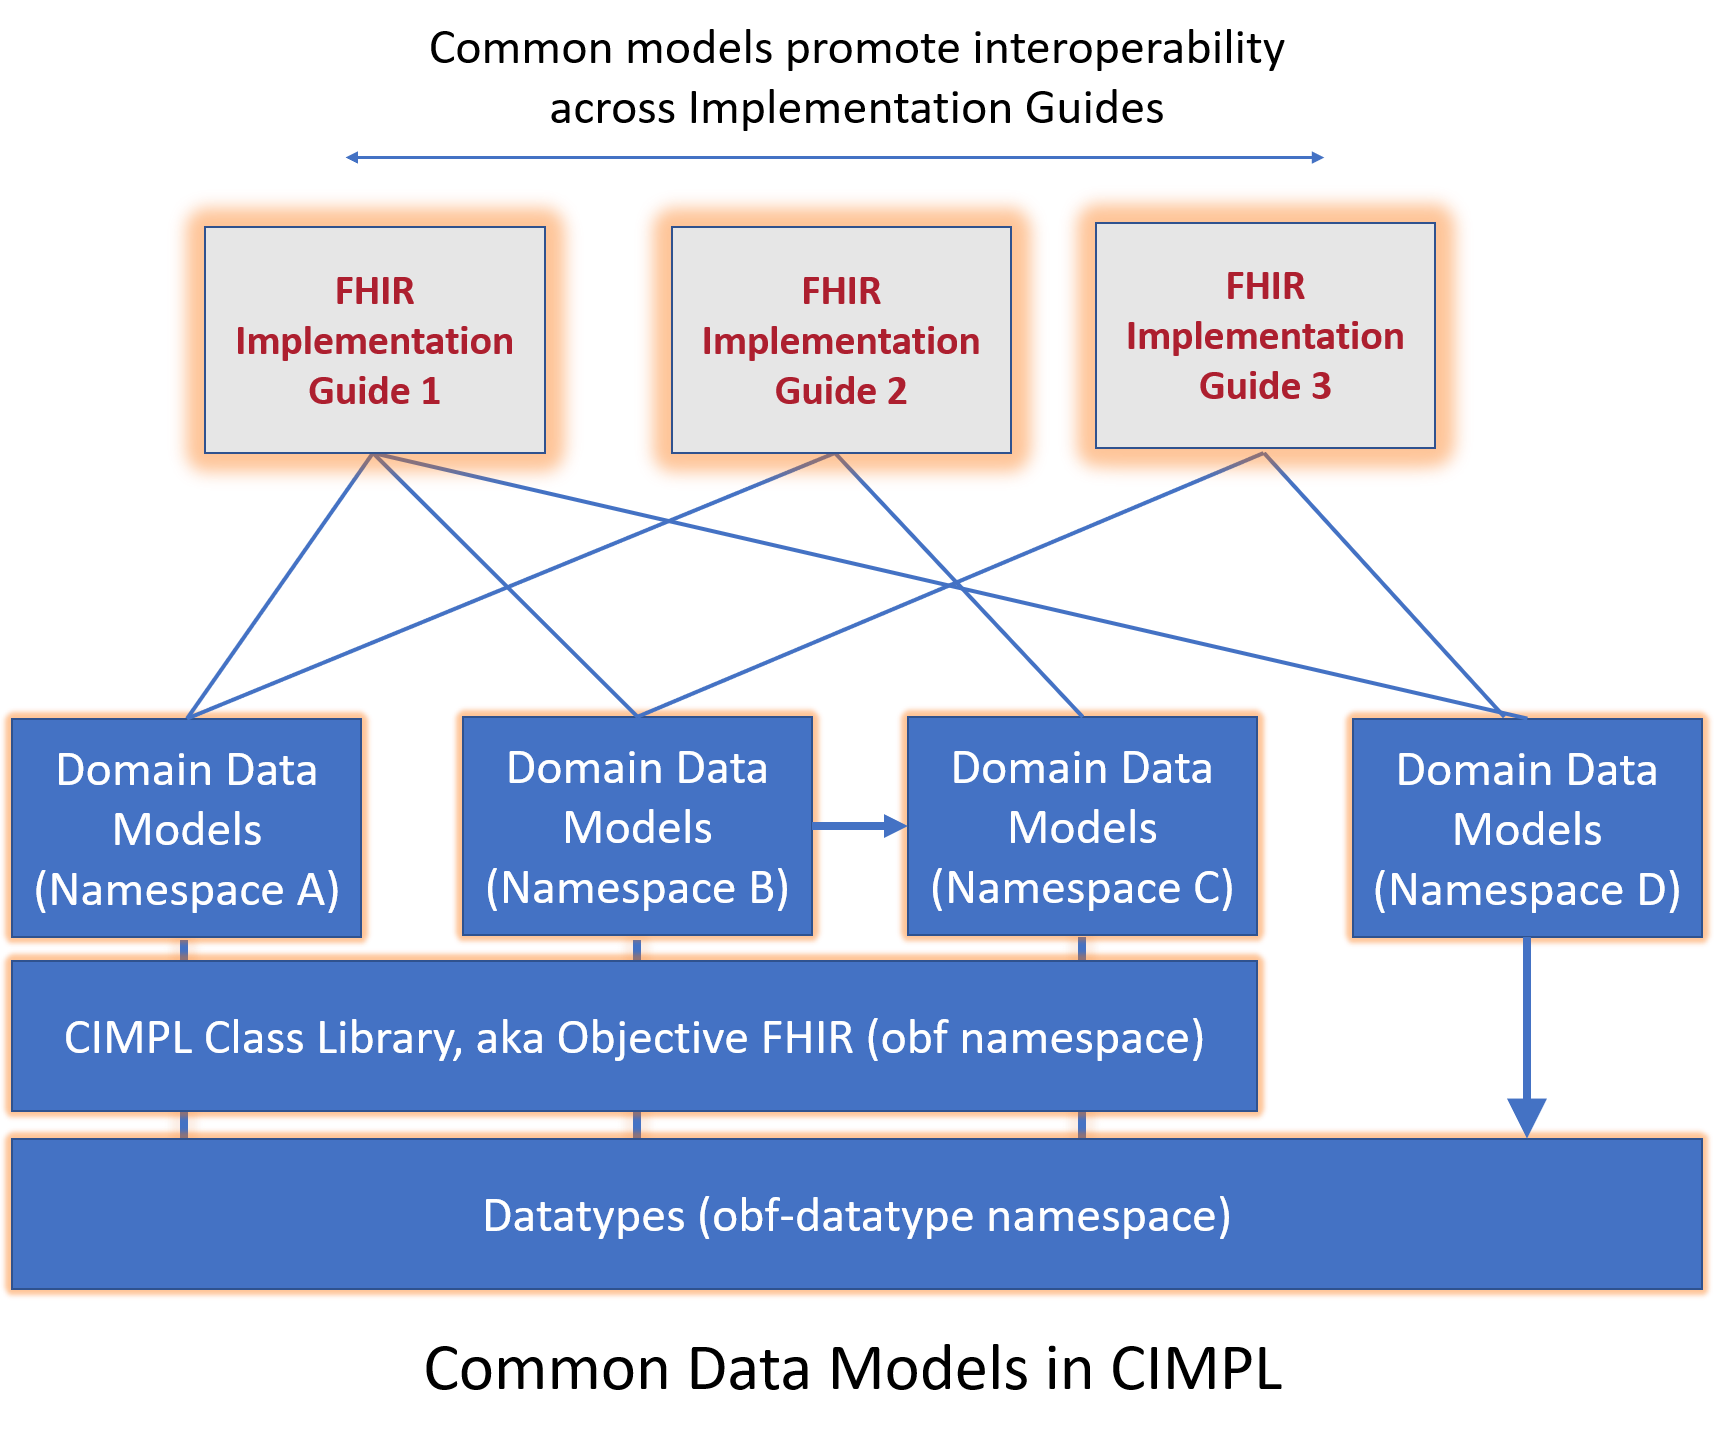 Common models promote interoperability
across Implementation Guides
FHIR
Implementation
Guide 1
FHIR
Implementation
Guide 2
FHIR
Implementation
Guide 3
Domain Data
Models
(Namespace A)
Domain Data
Models
(Namespace B)
Domain Data
Models
(Namespace C)
Domain Data
Models
(Namespace D)
CIMPL Class Library, aka Objective FHIR (obf namespace)
Datatypes (obf-datatype namespace)
Common Data Models in CIMPL